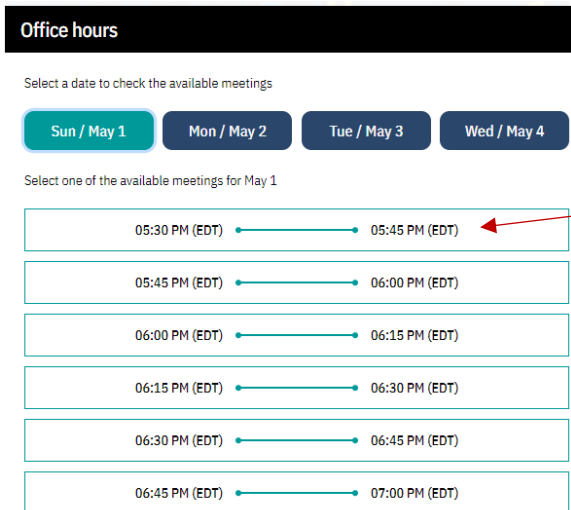 Office hours
Select a date to check the available meetings
Sun / May 1 Mon / May 2 Tue / May 3 Wed / May 4
Select one of the available meetings for May 1
05:30 PM (EDT) 05:45 PM (EDT)
05:45 PM (EDT) 06:00 PM (EDT)
06:00 PM (EDT) 06:15 PM (EDT)
06:15 PM (EDT) 06:30 PM (EDT)
06:30 PM (EDT) 06:45 PM (EDT)
06:45 PM (EDT) 07:00 PM (EDT)